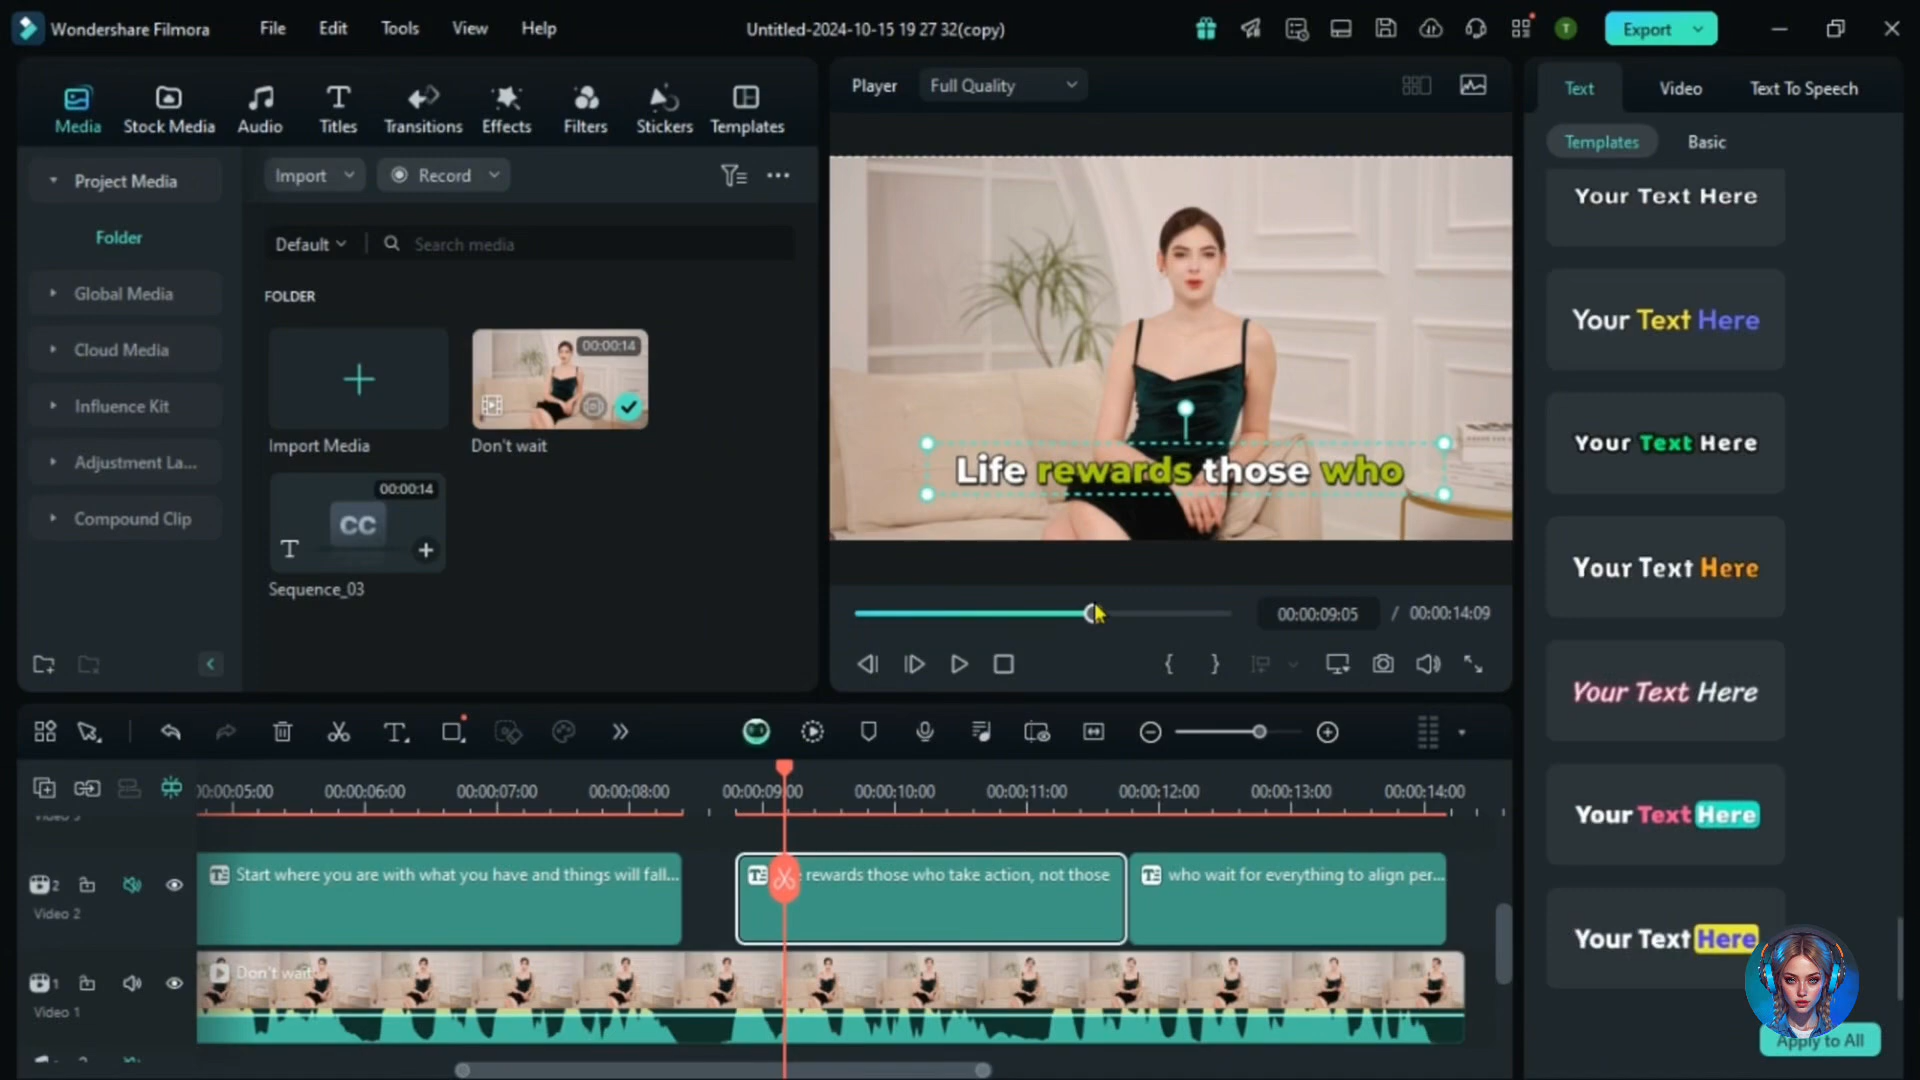 Wondershare Filmora File Edit Tools View Help Untitled-2024-10-15 19 27 32(copy) T Export
Media Stock Media Audio Titles Transitions Effects Filters Stickers Templates
Player Full Quality
Text Video Text To Speech
Templates Basic
Project Media
Folder
Global Media
Cloud Media
Influence Kit
Adjustment La...
Compound Clip
Import Record
Default Search media
FOLDER
Import Media
00:00:14
Don't wait
00:00:14
CC
T
Sequence_03
Life rewards those who
00:00:09:05 / 00:00:14:09
Your Text Here
Your Text Here
Your Text Here
Your Text Here
Your Text Here
Your Text Here
Your Text Here
Apply to All
00:00:05:00 00:00:06:00 00:00:07:00 00:00:08:00 00:00:09:00 00:00:10:00 00:00:11:00 00:00:12:00 00:00:13:00 00:00:14:00
2
Video 2
Start where you are with what you have and things will fall...
rewards those who take action, not those
who wait for everything to align per...
1
Video 1
Don't wait